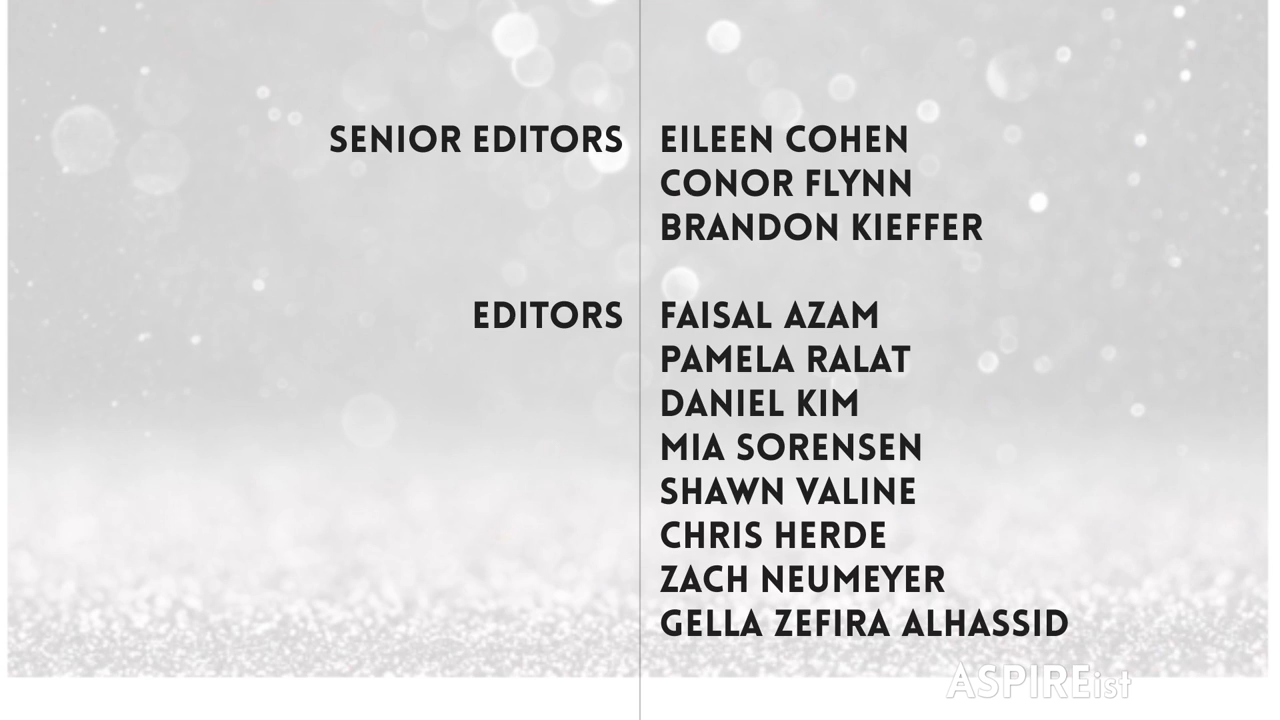 SENIOR EDITORS EILEEN COHEN
CONOR FLYNN
BRANDON KIEFFER
EDITORS FAISAL AZAM
PAMELA RALAT
DANIEL KIM
MIA SORENSEN
SHAWN VALINE
CHRIS HERDE
ZACH NEUMEYER
GELLA ZEFIRA ALHASSID
ASPIREist